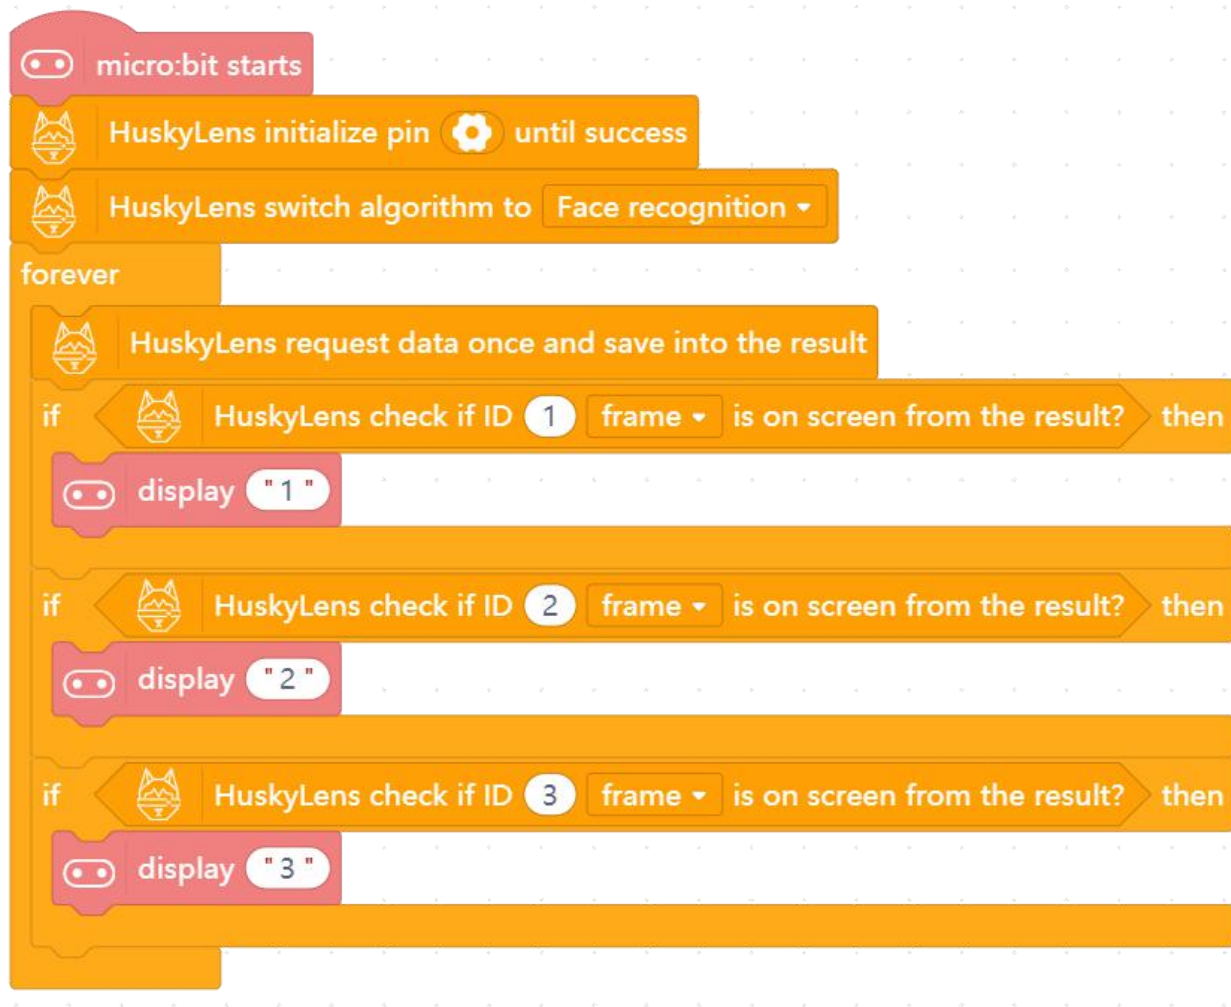 micro:bit starts
HuskyLens initialize pin until success
HuskyLens switch algorithm to Face recognition
forever
HuskyLens request data once and save into the result
if HuskyLens check if ID 1 frame is on screen from the result? then
display "1"
if HuskyLens check if ID 2 frame is on screen from the result? then
display "2"
if HuskyLens check if ID 3 frame is on screen from the result? then
display "3"